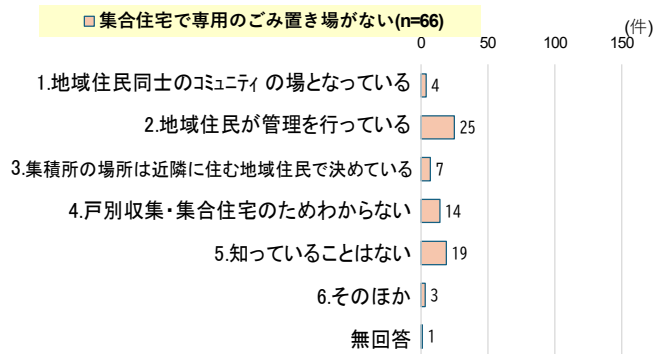 集合住宅で専用のごみ置き場がない(n=66)
(件)
0 50 100 150
1.地域住民同士のコミュニティの場となっている 4
2.地域住民が管理を行っている 25
3.集積所の場所は近隣に住む地域住民で決めている 7
4.戸別収集・集合住宅のためわからない 14
5.知っていることはない 19
6.そのほか 3
無回答 1